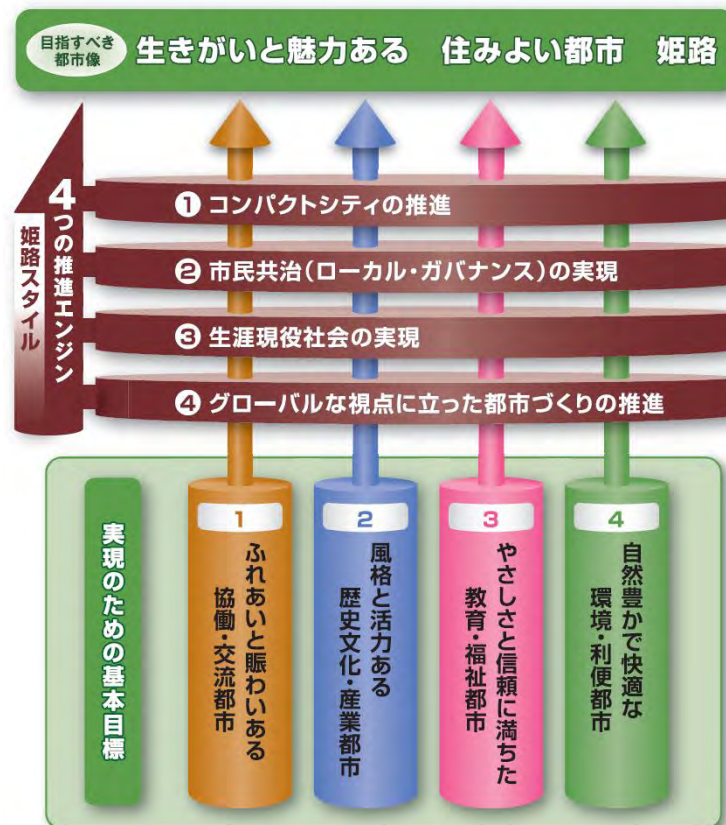 目指すべき
都市像
生きがいと魅力ある 住みよい都市 姫路
4つの推進エンジン
姫路スタイル
❶ コンパクトシティの推進
❷ 市民共治(ローカル・ガバナンス)の実現
❸ 生涯現役社会の実現
❹ グローバルな視点に立った都市づくりの推進
実現のための基本目標
1
ふれあいと賑わいある
協働・交流都市
2
風格と活力ある
歴史文化・産業都市
3
やさしさと信頼に満ちた
教育・福祉都市
4
自然豊かで快適な
環境・利便都市